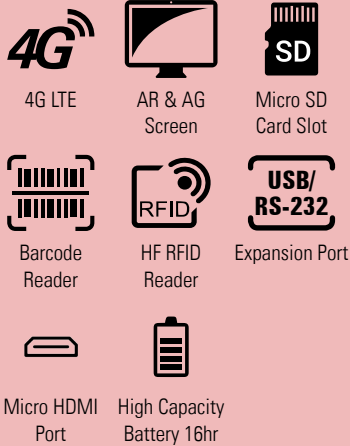 4G
SD
4G LTE
AR & AG
Screen
Micro SD
Card Slot
RFID
USB/
RS-232
Barcode
Reader
HF RFID
Reader
Expansion Port
Micro HDMI
Port
High Capacity
Battery 16hr